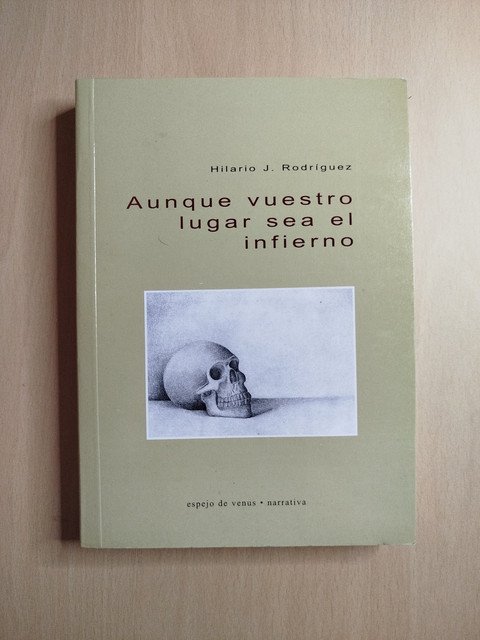 Hilario J. Rodríguez
Aunque vuestro
lugar sea el
infierno
espejo de venus • narrativa